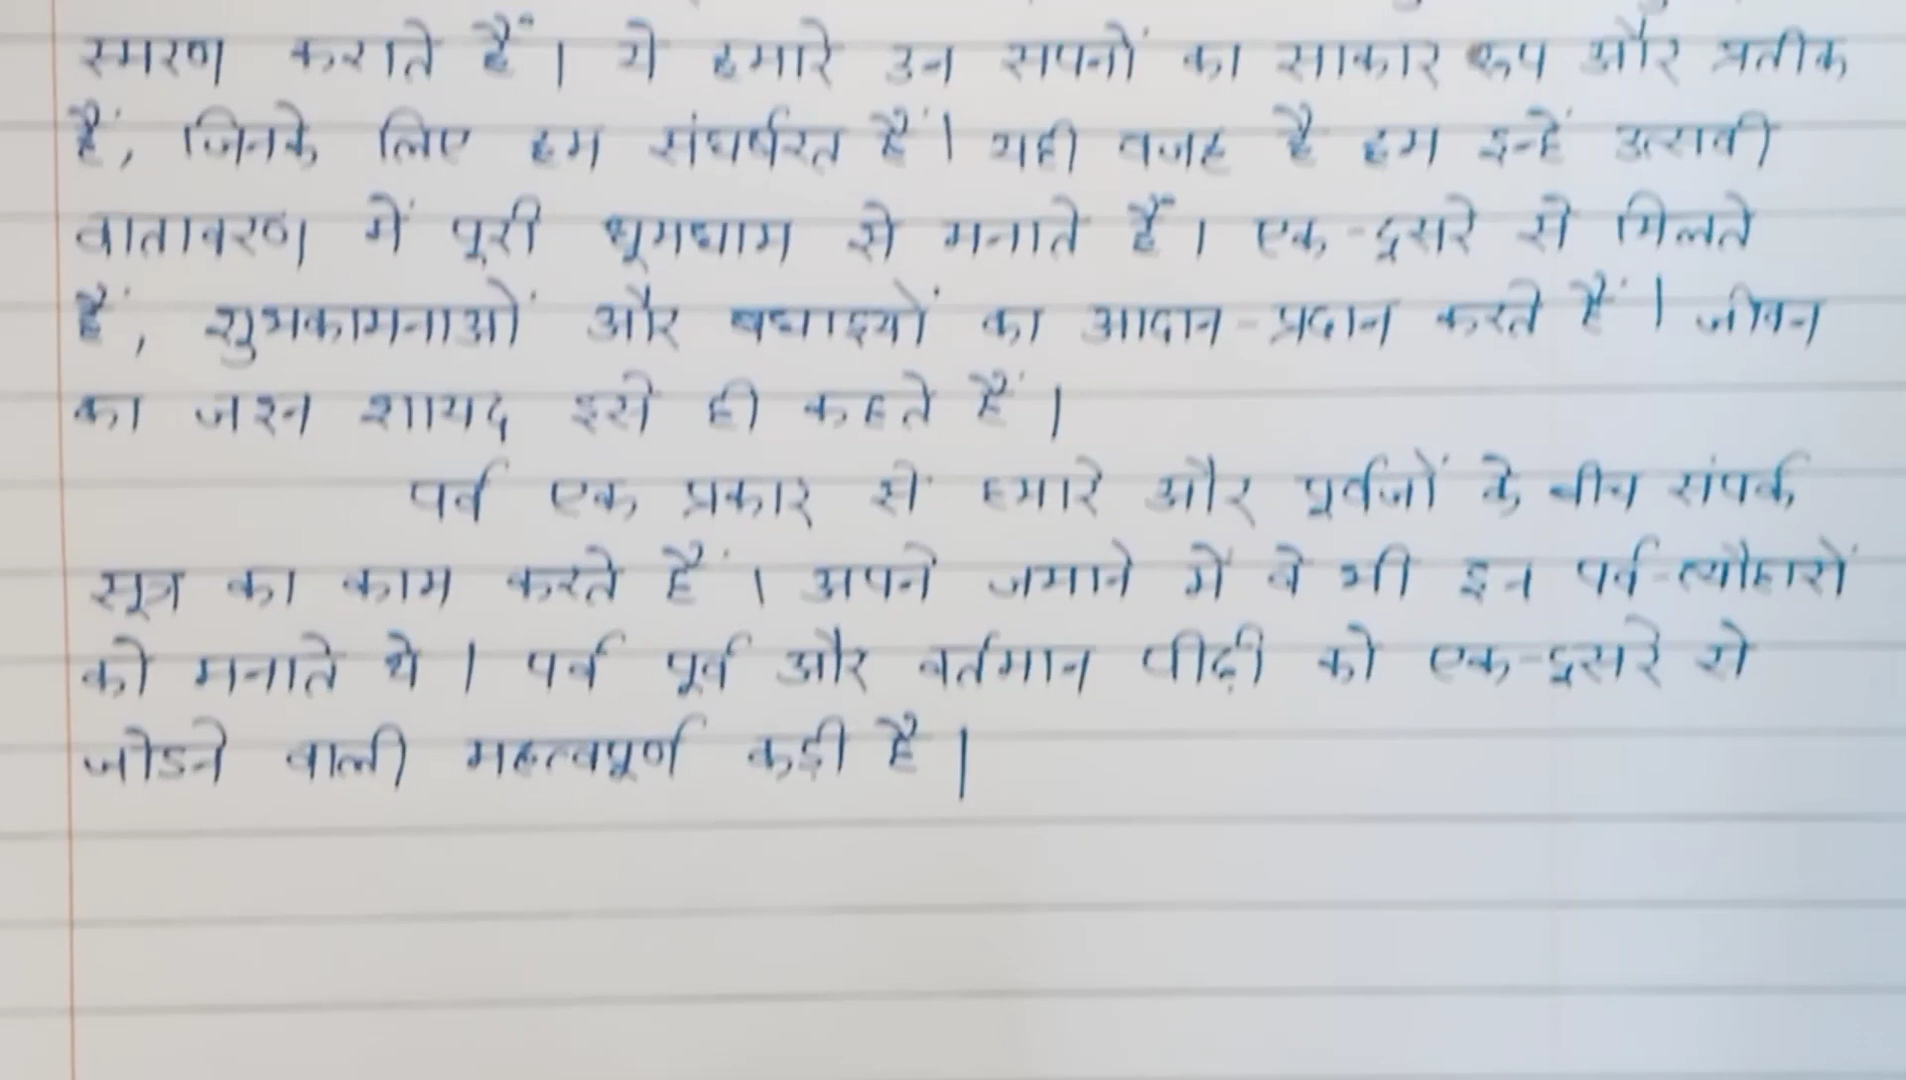 स्मरण कराते हैं। ये हमारे उन सपनों का साकार रूप और प्रतीक
हैं, जिनके लिए हम संघर्षरत हैं। यही वजह है हम इन्हें उत्सवी
वातावरण में पूरी धूमधाम से मनाते हैं। एक-दूसरे से मिलते
हैं, शुभकामनाओं और बधाइयों का आदान-प्रदान करते हैं। जीवन
का जश्न शायद इसे ही कहते हैं।
पर्व एक प्रकार से हमारे और पूर्वजों के बीच संपर्क
सूत्र का काम करते हैं। अपने जमाने में वे भी इन पर्व-त्यौहारों
को मनाते थे। पर्व पूर्व और वर्तमान पीढ़ी को एक-दूसरे से
जोडने वाली महत्वपूर्ण कड़ी है।